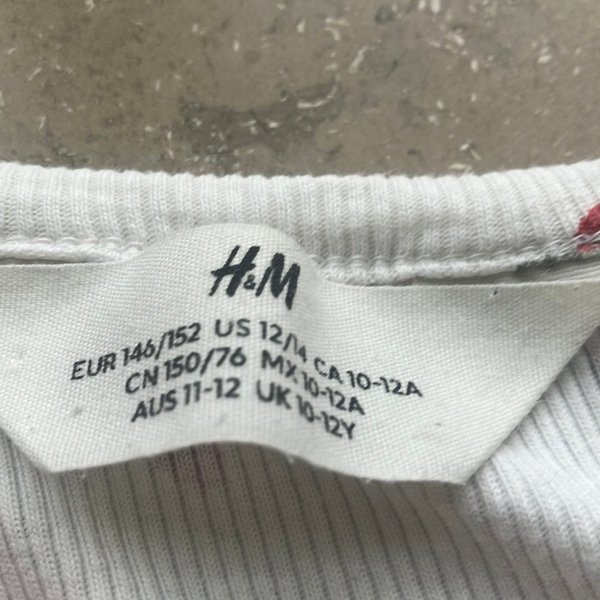 H&M
EUR 146/152 US 12/14 CA 10-12A
CN 150/76 MX 10-12A
AUS 11-12 UK 10-12Y